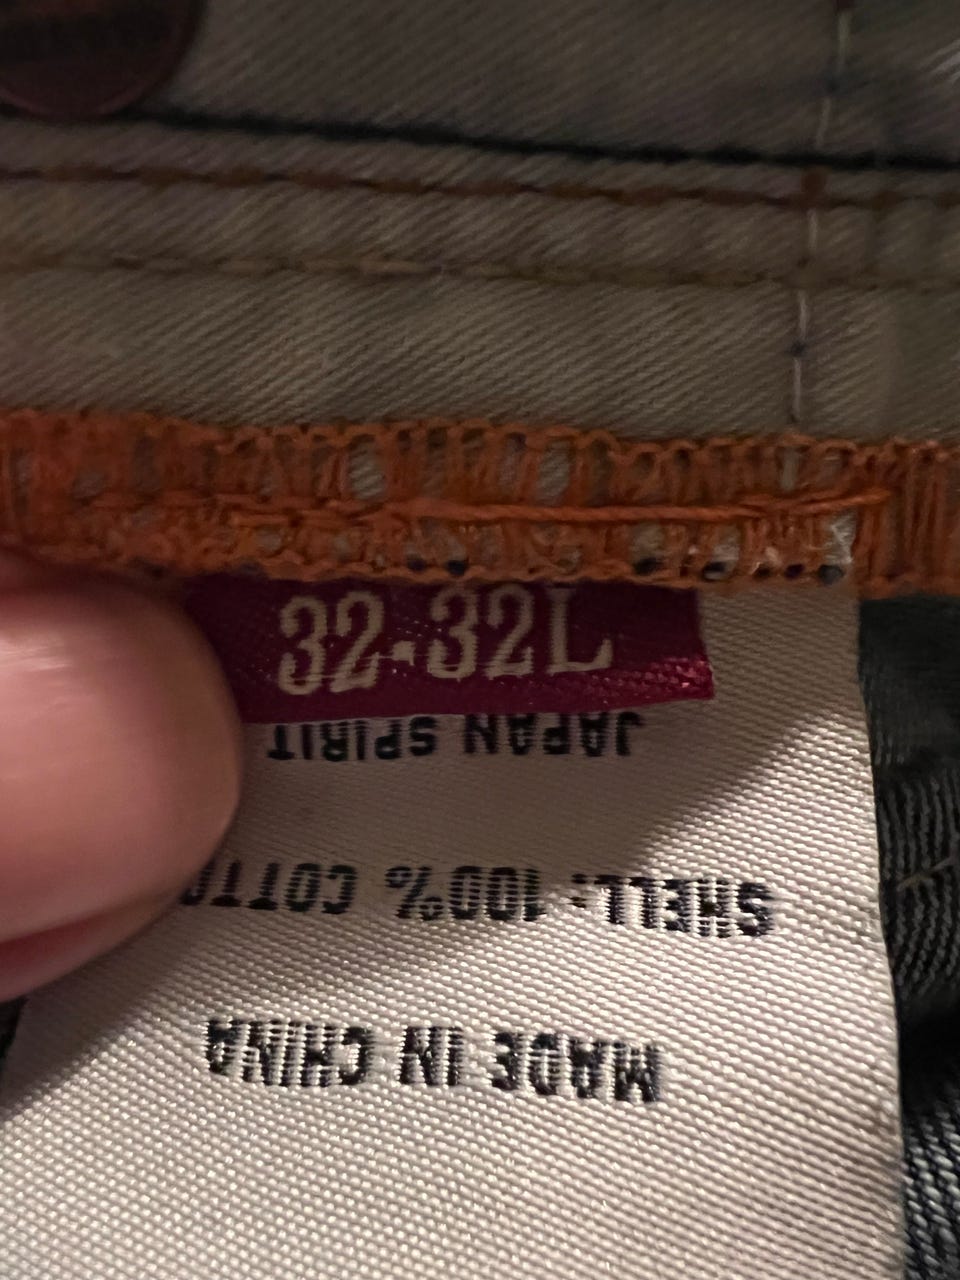 32-32L
JAPAN SPIRIT
SHELL: 100% COTTO
MADE IN CHINA